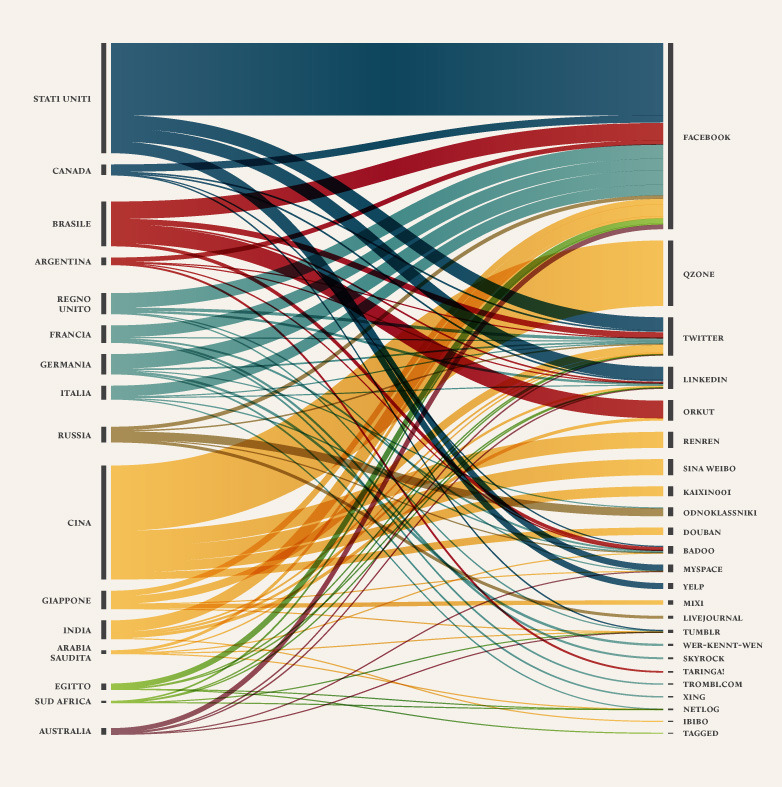 STATI UNITI
CANADA
BRASILE
ARGENTINA
REGNO
UNITO
FRANCIA
GERMANIA
ITALIA
RUSSIA
CINA
GIAPPONE
INDIA
ARABIA
SAUDITA
EGITTO
SUD AFRICA
AUSTRALIA
FACEBOOK
QZONE
TWITTER
LINKEDIN
ORKUT
RENREN
SINA WEIBO
KAIXIN001
ODNOKLASSNIKI
DOUBAN
BADOO
MYSPACE
YELP
MIXI
LIVEJOURNAL
TUMBLR
WER-KENNT-WEN
SKYROCK
TARINGA!
TROMBI.COM
XING
NETLOG
IBIBO
TAGGED